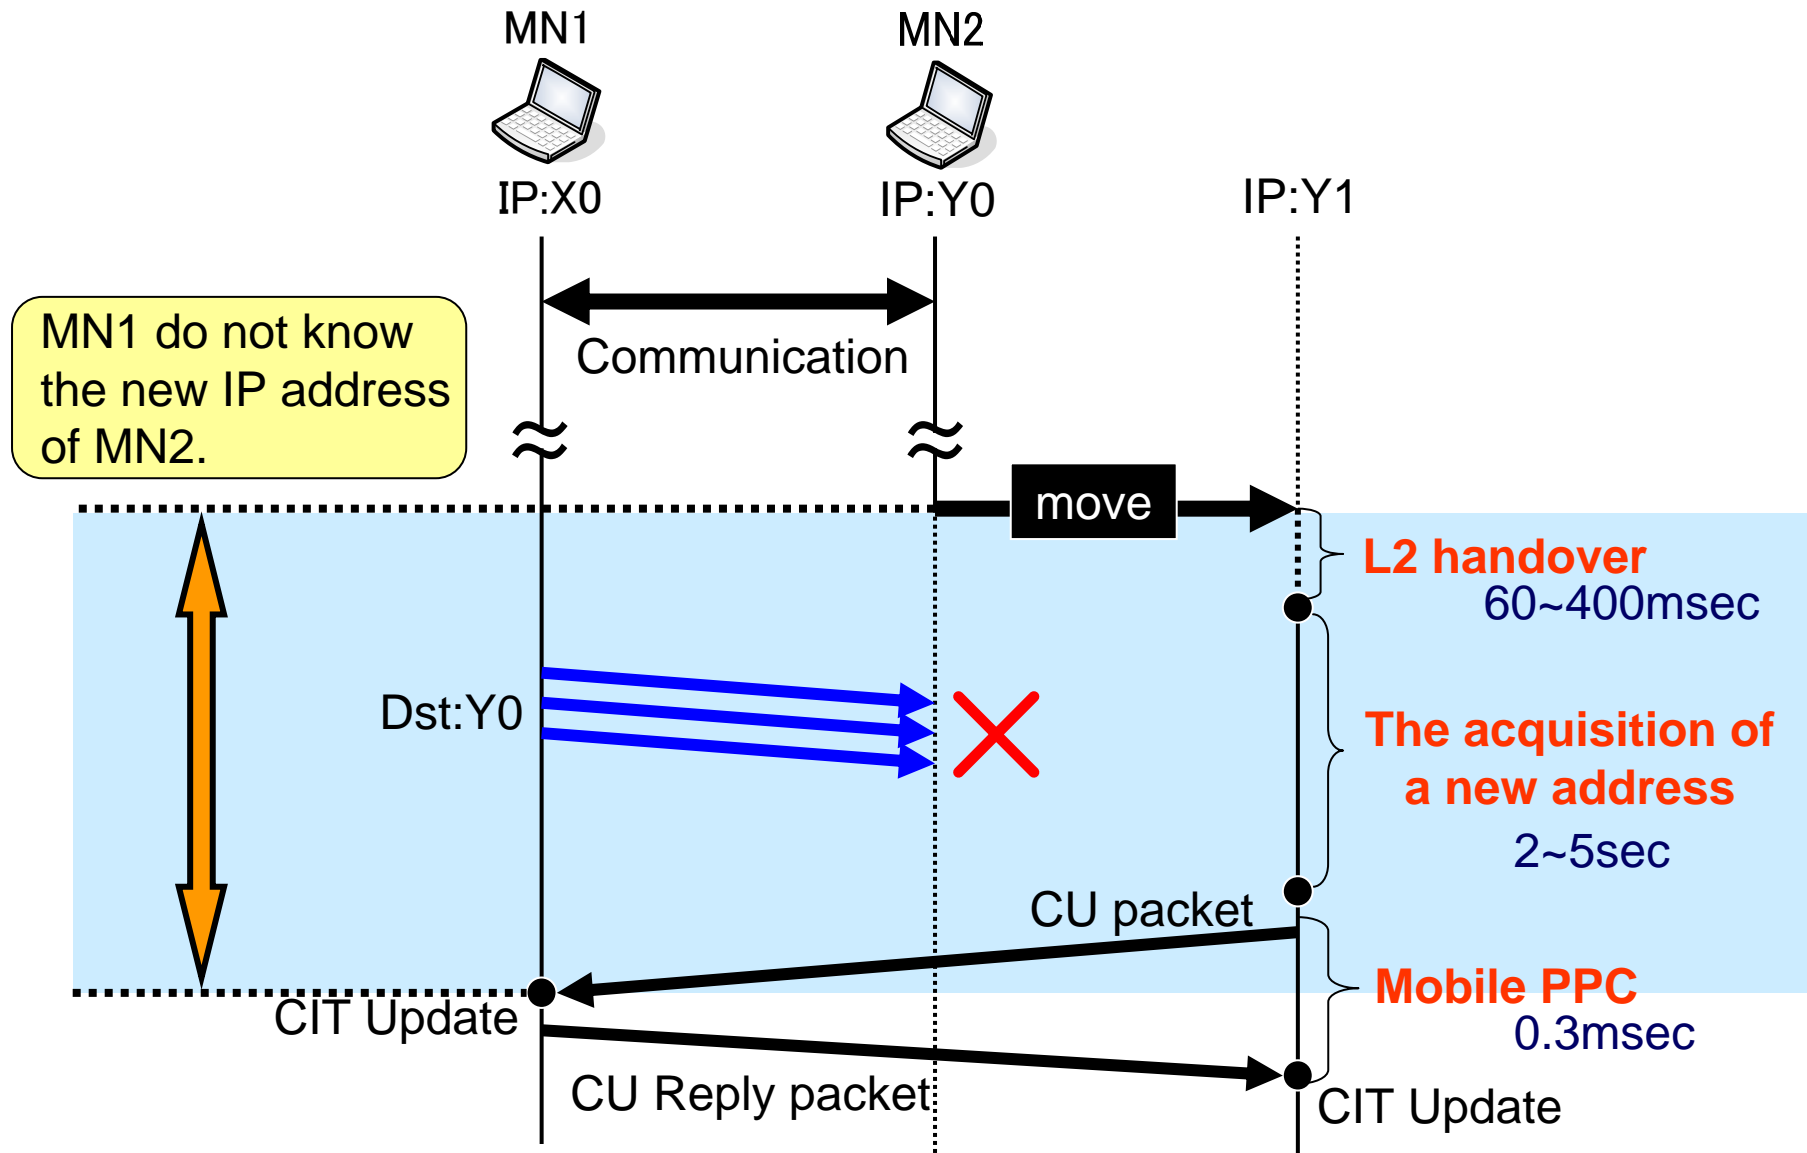 MN1
MN2
IP:X0
IP:Y0
IP:Y1
MN1 do not know
the new IP address
of MN2.
Communication
move
L2 handover
60~400msec
Dst:Y0
The acquisition of
a new address
2~5sec
CU packet
Mobile PPC
0.3msec
CIT Update
CU Reply packet
CIT Update